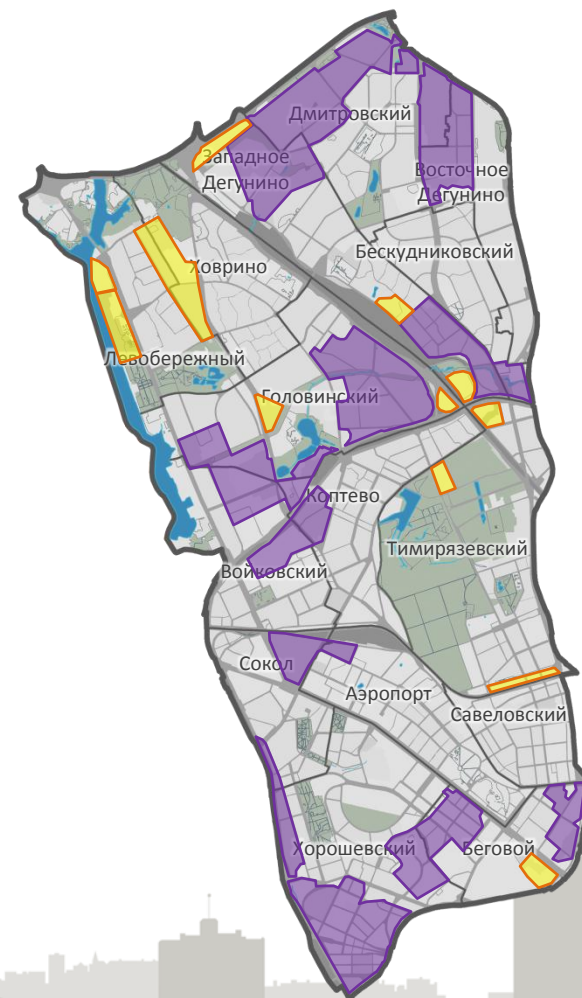 Дмитровский
Западное
Дегунино
Восточное
Дегунино
Бескудниковский
Ховрино
Левобережный
Головинский
Коптево
Тимирязевский
Войковский
Сокол
Аэропорт
Савеловский
Хорошевский
Беговой